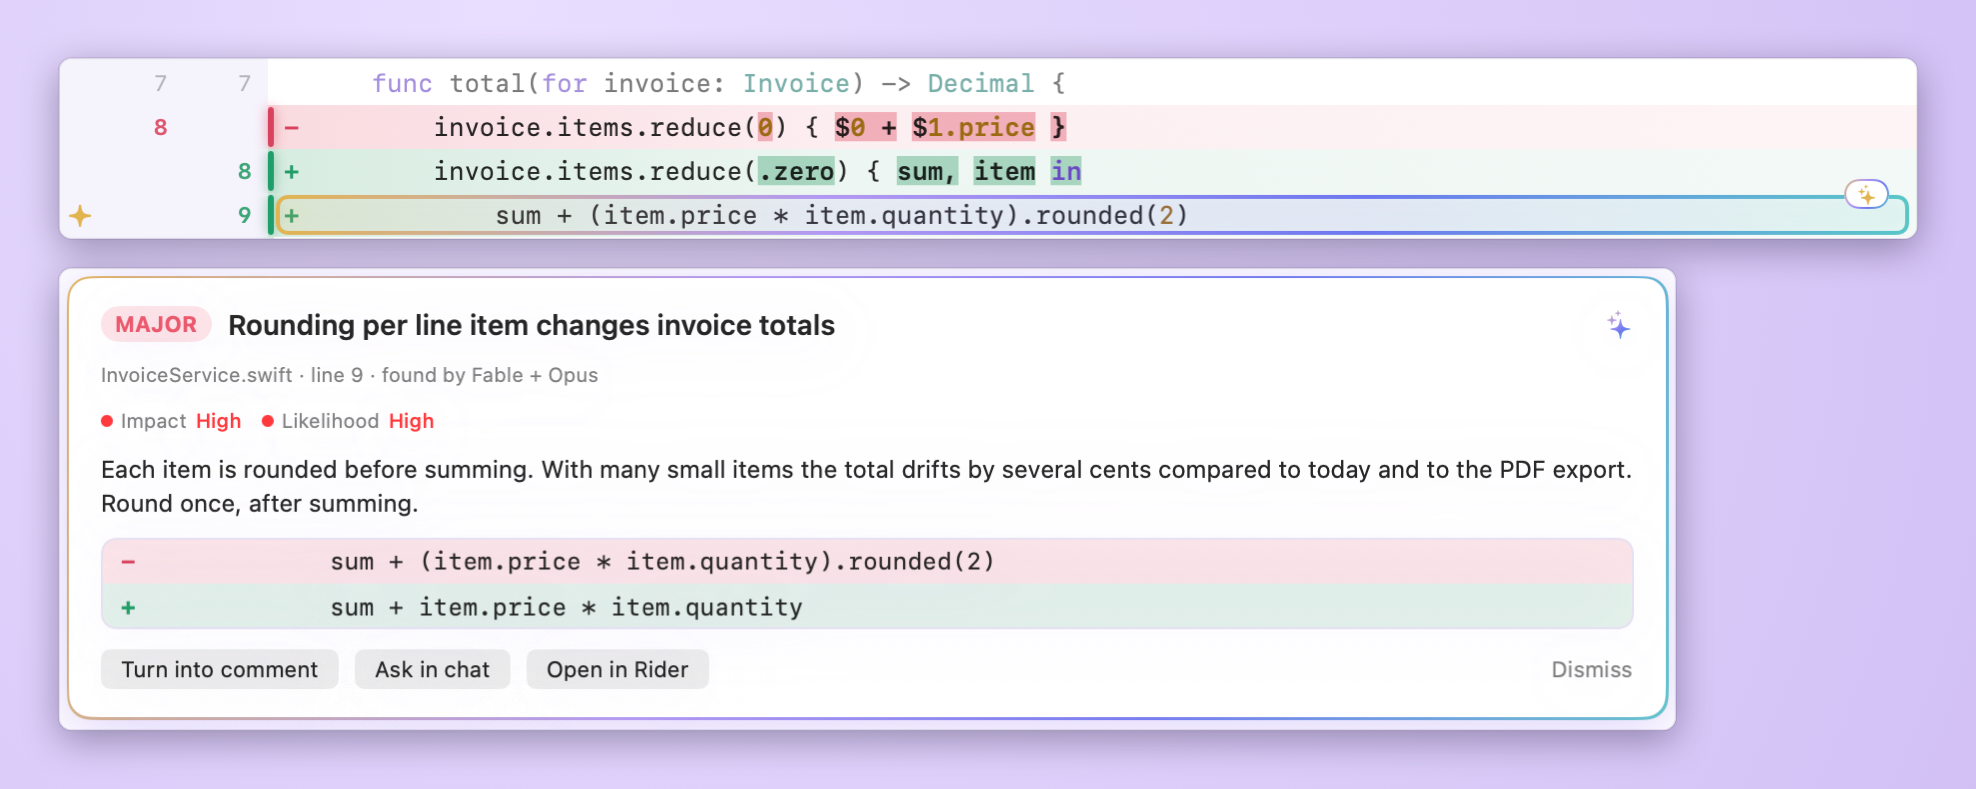 7 7 func total(for invoice: Invoice) -> Decimal {
8 − invoice.items.reduce(0) { $0 + $1.price }
8 + invoice.items.reduce(.zero) { sum, item in
9 + sum + (item.price * item.quantity).rounded(2)
MAJOR Rounding per line item changes invoice totals
InvoiceService.swift · line 9 · found by Fable + Opus
Impact High Likelihood High
Each item is rounded before summing. With many small items the total drifts by several cents compared to today and to the PDF export.
Round once, after summing.
− sum + (item.price * item.quantity).rounded(2)
+ sum + item.price * item.quantity
Turn into comment Ask in chat Open in Rider Dismiss